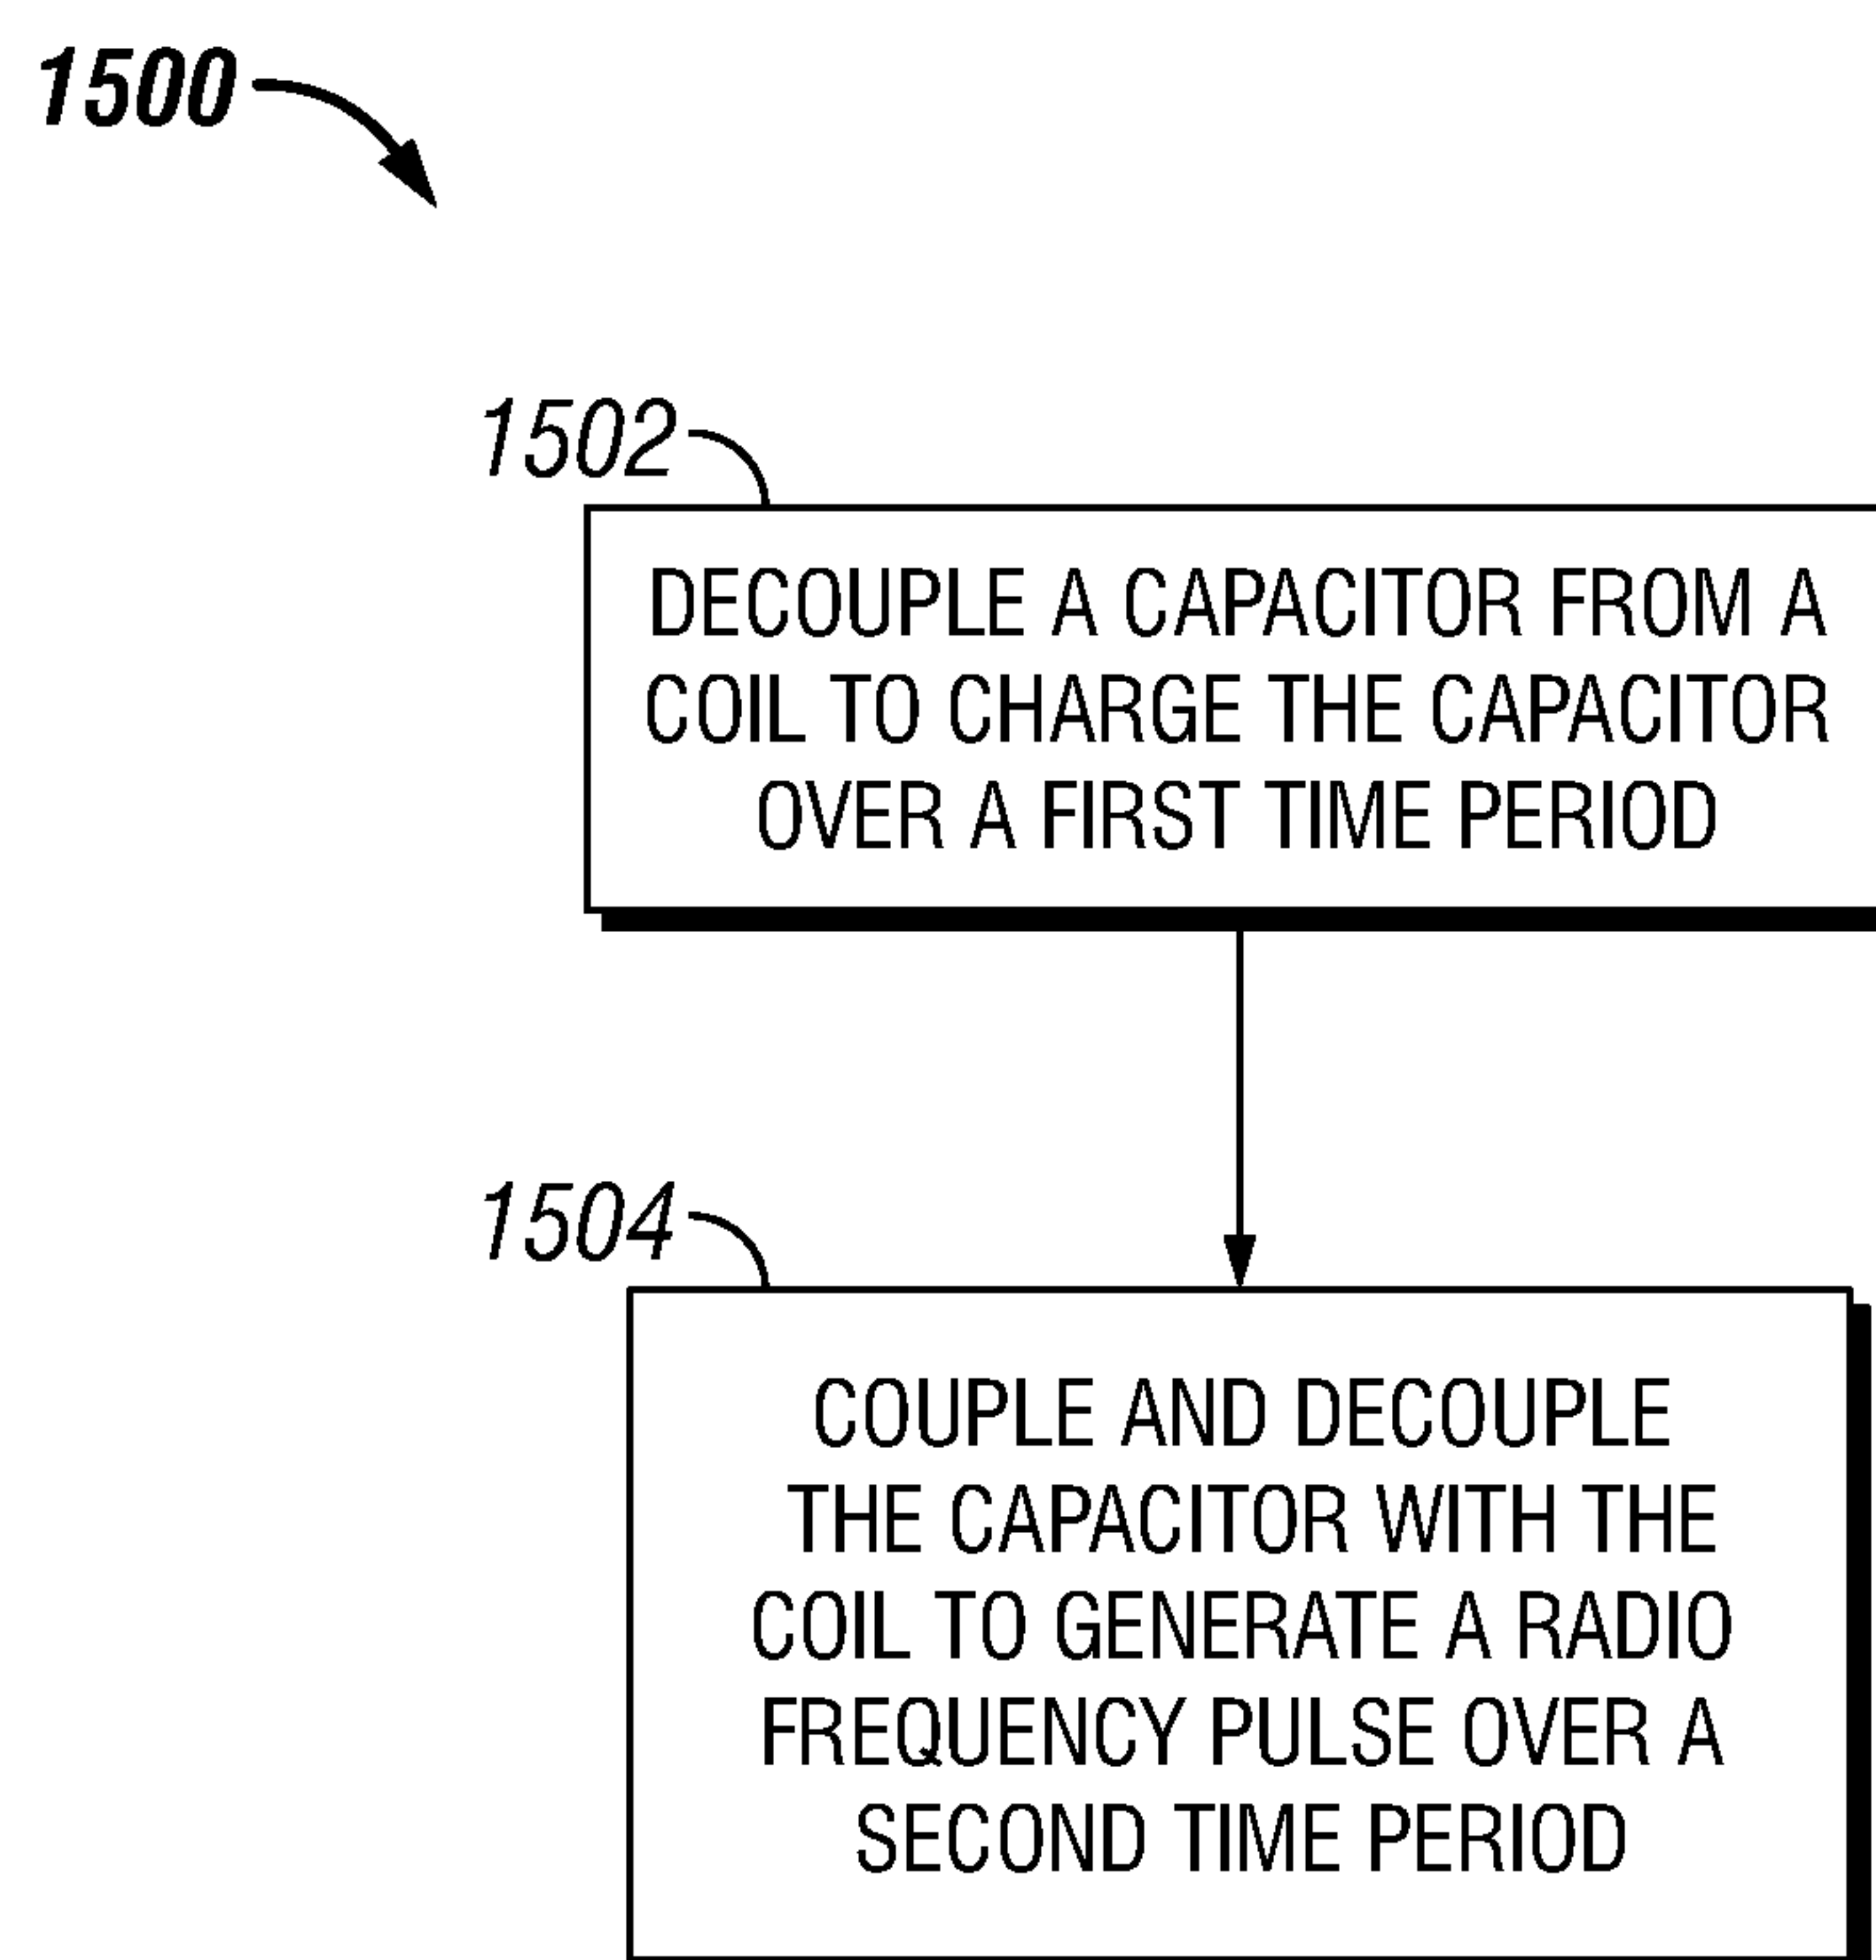 1500
1502
DECOUPLE A CAPACITOR FROM A
COIL TO CHARGE THE CAPACITOR
OVER A FIRST TIME PERIOD
1504
COUPLE AND DECOUPLE
THE CAPACITOR WITH THE
COIL TO GENERATE A RADIO
FREQUENCY PULSE OVER A
SECOND TIME PERIOD